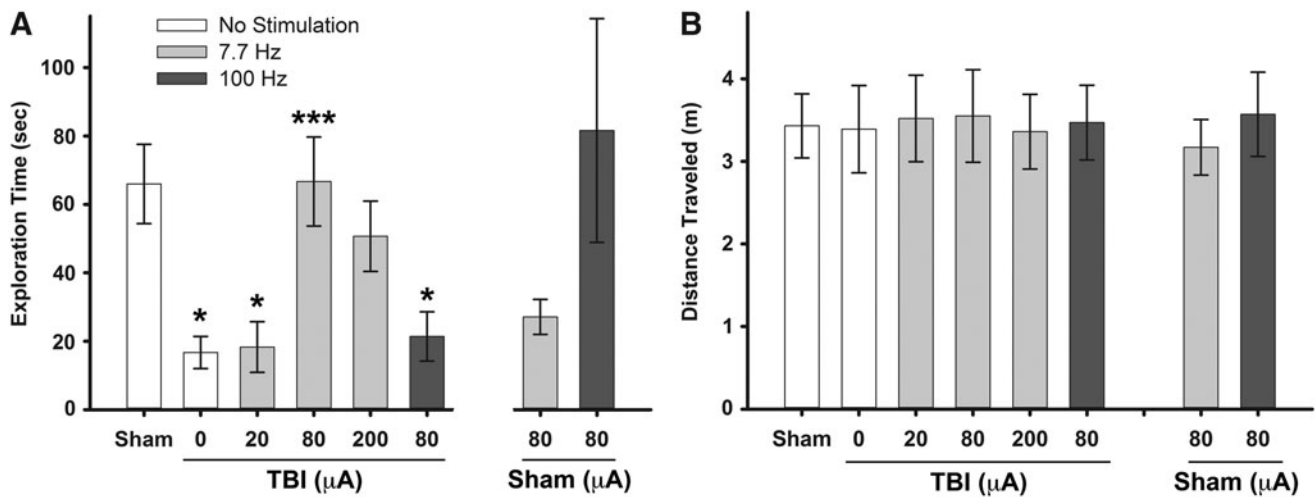 A
No Stimulation
7.7 Hz
100 Hz
Exploration Time (sec)
100
80
60
40
20
0
*
*
***
*
Sham 0 20 80 200 80 80 80
TBI (μA) Sham (μA)
B
Distance Traveled (m)
4
3
2
1
0
Sham 0 20 80 200 80 80 80
TBI (μA) Sham (μA)